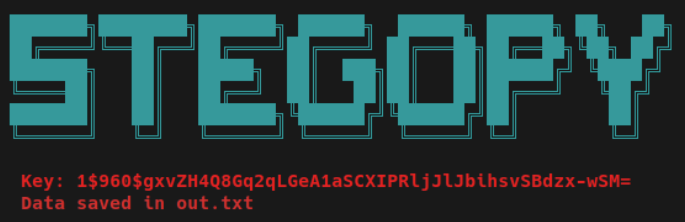 STEGOPY
Key: 1$960$gxvZH4Q8Gq2qLGeA1aSCXIPRljJlJbihsvSBdzx-wSM=
Data saved in out.txt